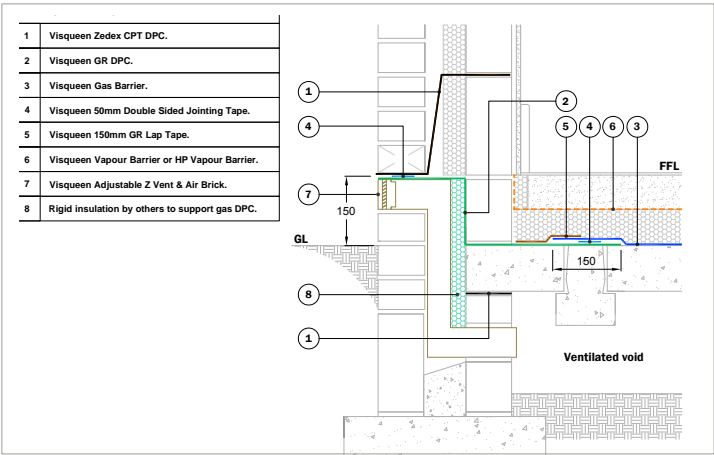 1 Visqueen Zedex CPT DPC.
2 Visqueen GR DPC.
3 Visqueen Gas Barrier.
4 Visqueen 50mm Double Sided Jointing Tape.
5 Visqueen 150mm GR Lap Tape.
6 Visqueen Vapour Barrier or HP Vapour Barrier.
7 Visqueen Adjustable Z Vent & Air Brick.
8 Rigid insulation by others to support gas DPC.
1
2
4
5 4 6 3
FFL
7
150
GL
150
8
1
Ventilated void